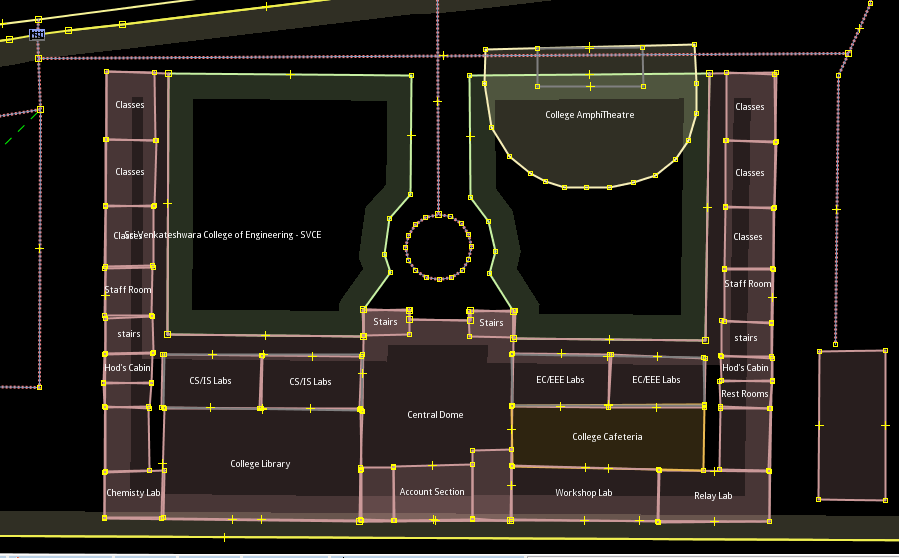 College AmphiTheatre
Classes
Classes
Classes
Classes
Classes
Sri Venkateshwara College of Engineering - SVCE
Classes
Staff Room
Staff Room
Stairs
Stairs
stairs
stairs
Hod's Cabin
Hod's Cabin
CS/IS Labs
CS/IS Labs
EC/EEE Labs
EC/EEE Labs
Rest Rooms
Central Dome
College Cafeteria
College Library
Chemisty Lab
Account Section
Workshop Lab
Relay Lab